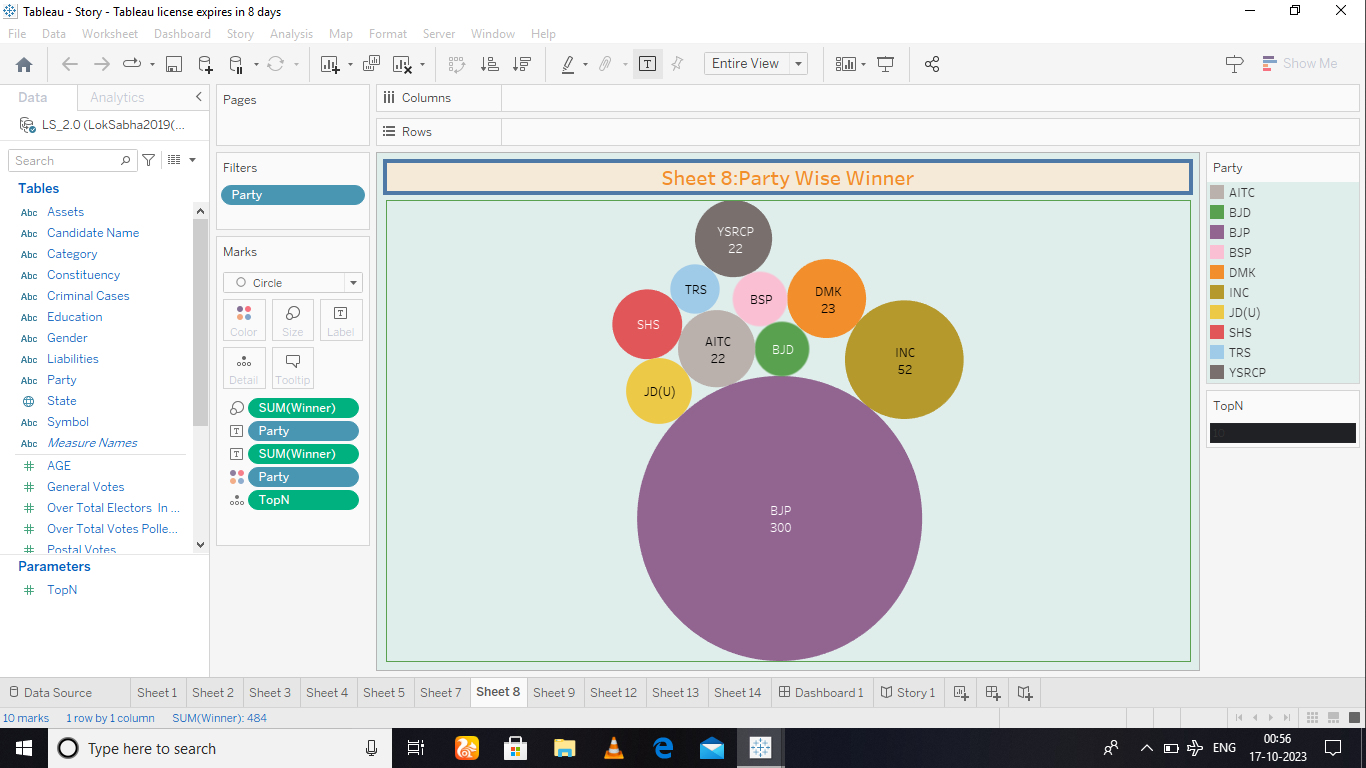 Tableau - Story - Tableau license expires in 8 days
File Data Worksheet Dashboard Story Analysis Map Format Server Window Help
Entire View
Show Me
Data Analytics
LS_2.0 (LokSabha2019(...
Search
Tables
Abc Assets
Abc Candidate Name
Abc Category
Abc Constituency
Abc Criminal Cases
Abc Education
Abc Gender
Abc Liabilities
Abc Party
State
Abc Symbol
Abc Measure Names
# AGE
# General Votes
# Over Total Electors In ...
# Over Total Votes Polle...
# Postal Votes
Parameters
# TopN
Pages
Filters
Party
Marks
Circle
Color Size Label
Detail Tooltip
SUM(Winner)
Party
SUM(Winner)
Party
TopN
Columns
Rows
Sheet 8:Party Wise Winner
YSRCP
22
TRS
BSP
DMK
23
SHS
AITC
22
BJD
INC
52
JD(U)
BJP
300
Party
AITC
BJD
BJP
BSP
DMK
INC
JD(U)
SHS
TRS
YSRCP
TopN
10
Data Source Sheet 1 Sheet 2 Sheet 3 Sheet 4 Sheet 5 Sheet 7 Sheet 8 Sheet 9 Sheet 12 Sheet 13 Sheet 14 Dashboard 1 Story 1
10 marks 1 row by 1 column SUM(Winner): 484
Type here to search
ENG
00:56
17-10-2023